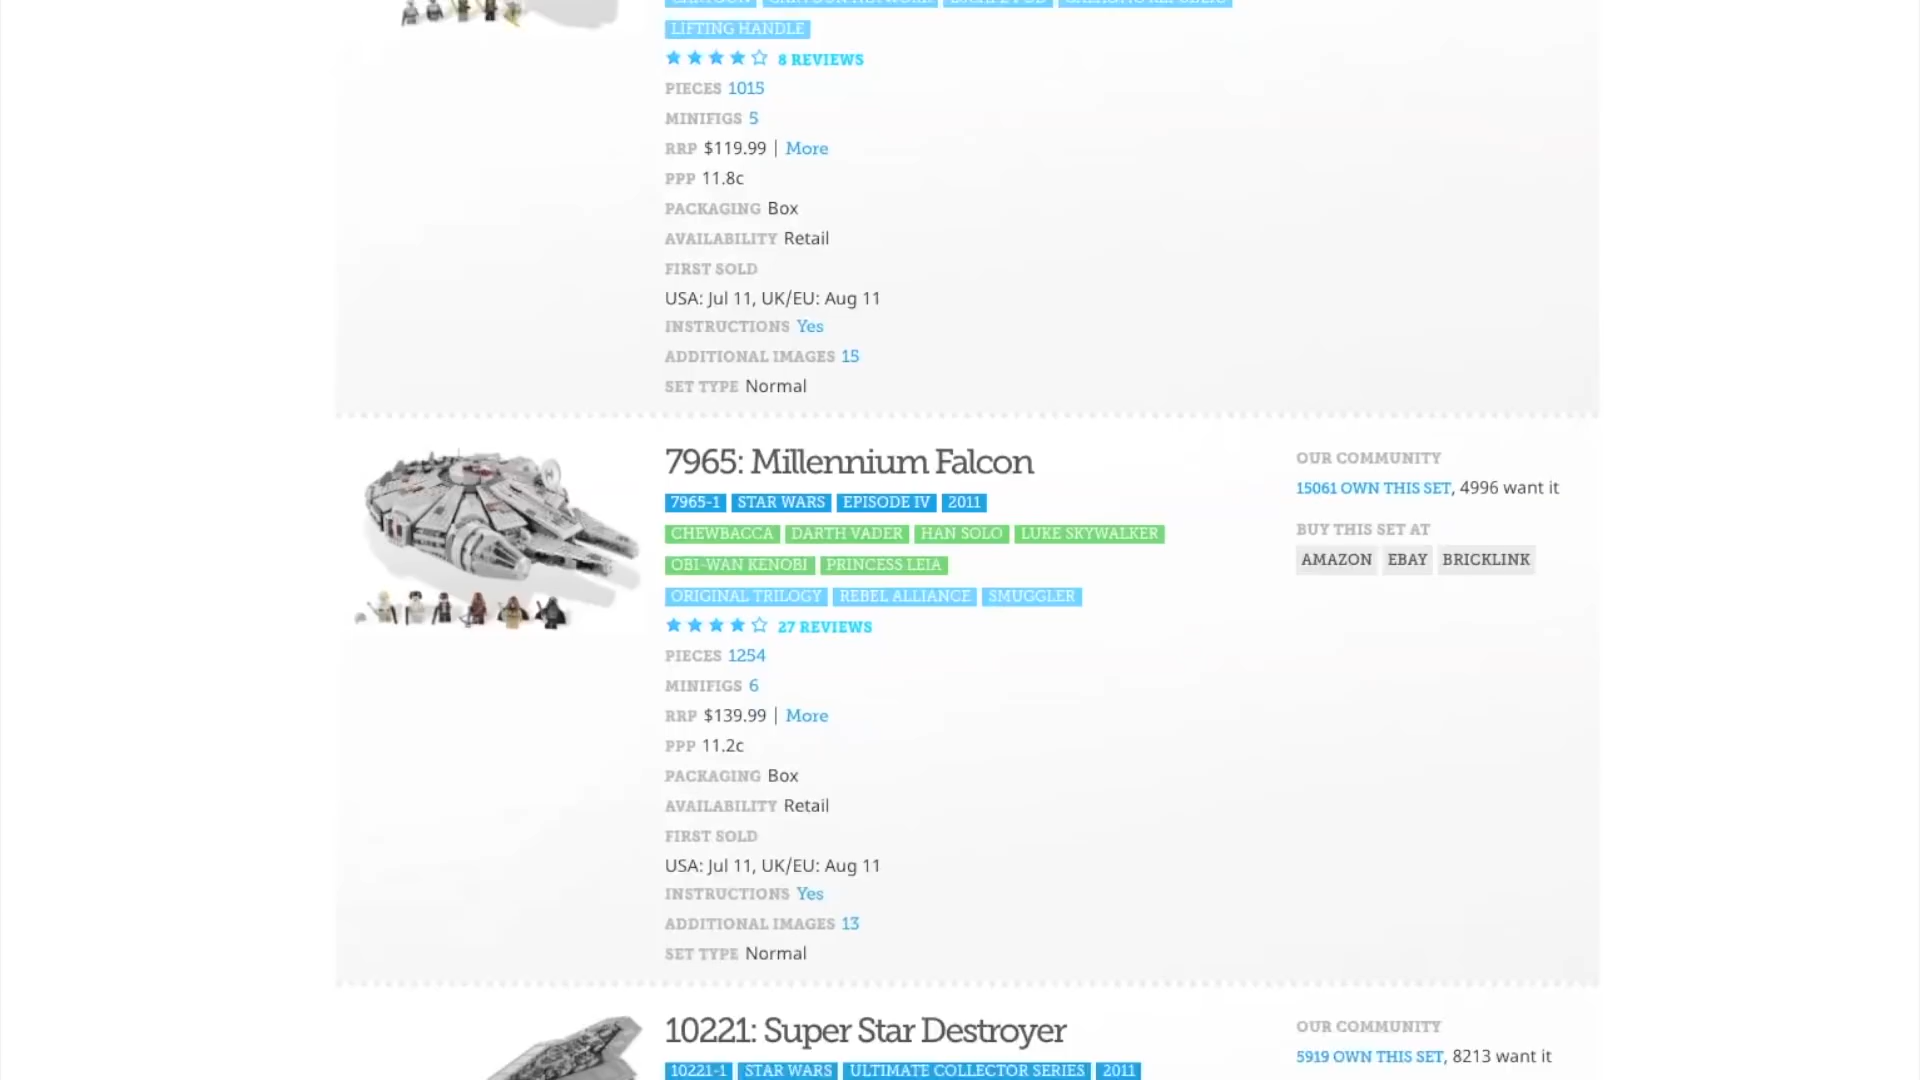 LIFTING HANDLE
8 REVIEWS
PIECES 1015
MINIFIGS 5
RRP $119.99 | More
PPP 11.8c
PACKAGING Box
AVAILABILITY Retail
FIRST SOLD
USA: Jul 11, UK/EU: Aug 11
INSTRUCTIONS Yes
ADDITIONAL IMAGES 15
SET TYPE Normal
7965: Millennium Falcon
7965-1 STAR WARS EPISODE IV 2011
CHEWBACCA DARTH VADER HAN SOLO LUKE SKYWALKER
OBI-WAN KENOBI PRINCESS LEIA
ORIGINAL TRILOGY REBEL ALLIANCE SMUGGLER
27 REVIEWS
PIECES 1254
MINIFIGS 6
RRP $139.99 | More
PPP 11.2c
PACKAGING Box
AVAILABILITY Retail
FIRST SOLD
USA: Jul 11, UK/EU: Aug 11
INSTRUCTIONS Yes
ADDITIONAL IMAGES 13
SET TYPE Normal
OUR COMMUNITY
15061 OWN THIS SET, 4996 want it
BUY THIS SET AT
AMAZON EBAY BRICKLINK
10221: Super Star Destroyer
10221-1 STAR WARS ULTIMATE COLLECTOR SERIES 2011
OUR COMMUNITY
5919 OWN THIS SET, 8213 want it